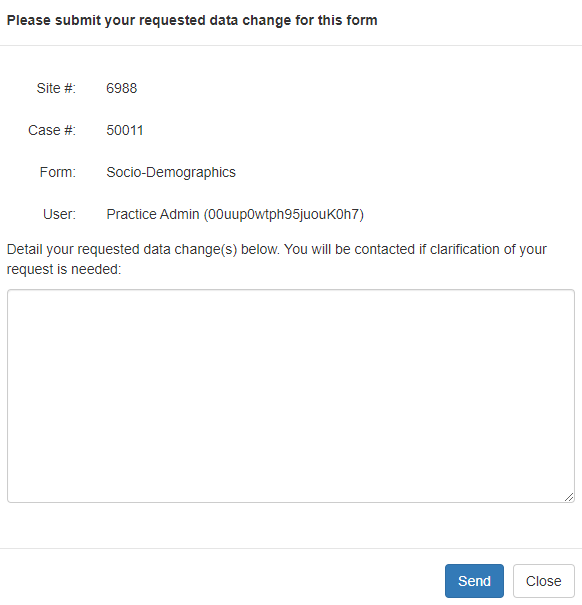 Please submit your requested data change for this form
Site #: 6988
Case #: 50011
Form: Socio-Demographics
User: Practice Admin (00uup0wtph95juouK0h7)
Detail your requested data change(s) below. You will be contacted if clarification of your
request is needed:
Send Close